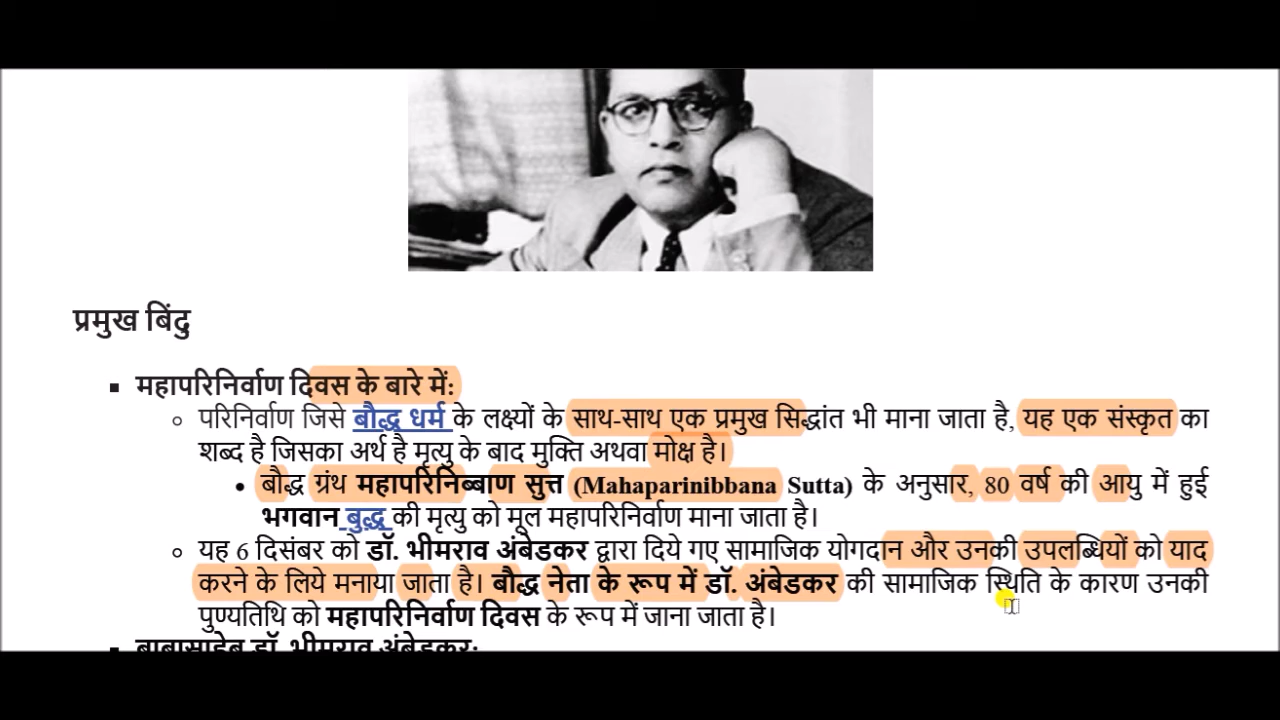 प्रमुख बिंदु
▪ महापरिनिर्वाण दिवस के बारे में:
○ परिनिर्वाण जिसे बौद्ध धर्म के लक्ष्यों के साथ-साथ एक प्रमुख सिद्धांत भी माना जाता है, यह एक संस्कृत का
शब्द है जिसका अर्थ है मृत्यु के बाद मुक्ति अथवा मोक्ष है।
• बौद्ध ग्रंथ महापरिनिब्बाण सुत्त (Mahaparinibbana Sutta) के अनुसार, 80 वर्ष की आयु में हुई
भगवान बुद्ध की मृत्यु को मूल महापरिनिर्वाण माना जाता है।
○ यह 6 दिसंबर को डॉ. भीमराव अंबेडकर द्वारा दिये गए सामाजिक योगदान और उनकी उपलब्धियों को याद
करने के लिये मनाया जाता है। बौद्ध नेता के रूप में डॉ. अंबेडकर की सामाजिक स्थिति के कारण उनकी
पुण्यतिथि को महापरिनिर्वाण दिवस के रूप में जाना जाता है।
▪ बाबासाहेब डॉ. भीमराव अंबेडकर: